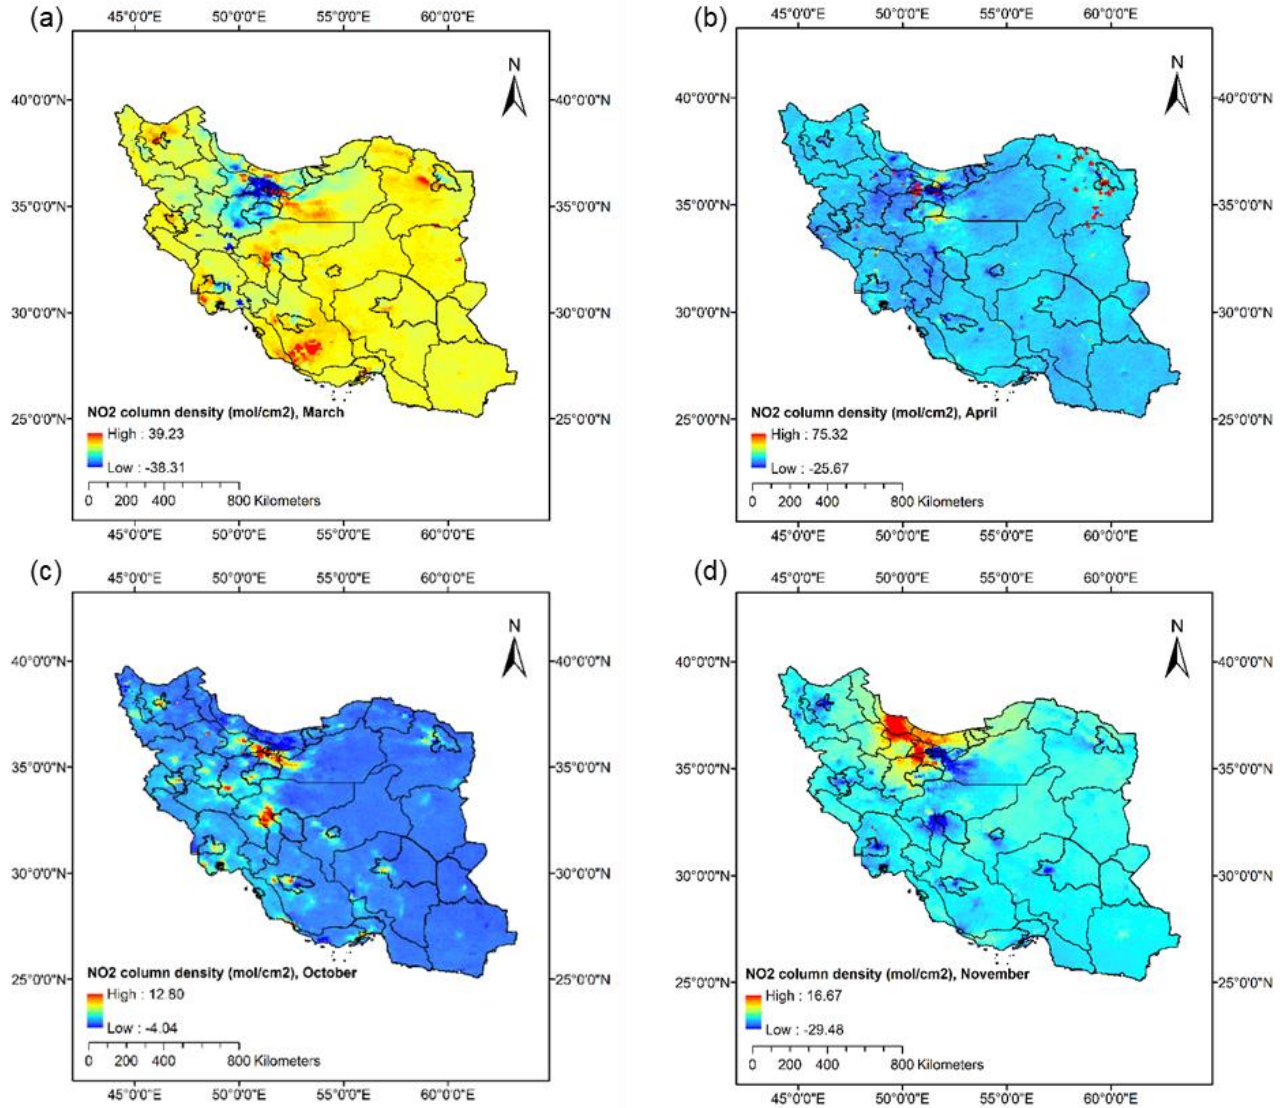 (a)
45°0'0"E 50°0'0"E 55°0'0"E 60°0'0"E
N
40°0'0"N 40°0'0"N
35°0'0"N 35°0'0"N
30°0'0"N 30°0'0"N
25°0'0"N 25°0'0"N
NO2 column density (mol/cm2), March
High : 39.23
Low : -38.31
0 200 400 800 Kilometers
45°0'0"E 50°0'0"E 55°0'0"E 60°0'0"E
(b)
45°0'0"E 50°0'0"E 55°0'0"E 60°0'0"E
N
40°0'0"N 40°0'0"N
35°0'0"N 35°0'0"N
30°0'0"N 30°0'0"N
25°0'0"N 25°0'0"N
NO2 column density (mol/cm2), April
High : 75.32
Low : -25.67
0 200 400 800 Kilometers
45°0'0"E 50°0'0"E 55°0'0"E 60°0'0"E
(c)
45°0'0"E 50°0'0"E 55°0'0"E 60°0'0"E
N
40°0'0"N 40°0'0"N
35°0'0"N 35°0'0"N
30°0'0"N 30°0'0"N
25°0'0"N 25°0'0"N
NO2 column density (mol/cm2), October
High : 12.80
Low : -4.04
0 200 400 800 Kilometers
45°0'0"E 50°0'0"E 55°0'0"E 60°0'0"E
(d)
45°0'0"E 50°0'0"E 55°0'0"E 60°0'0"E
N
40°0'0"N 40°0'0"N
35°0'0"N 35°0'0"N
30°0'0"N 30°0'0"N
25°0'0"N 25°0'0"N
NO2 column density (mol/cm2), November
High : 16.67
Low : -29.48
0 200 400 800 Kilometers
45°0'0"E 50°0'0"E 55°0'0"E 60°0'0"E